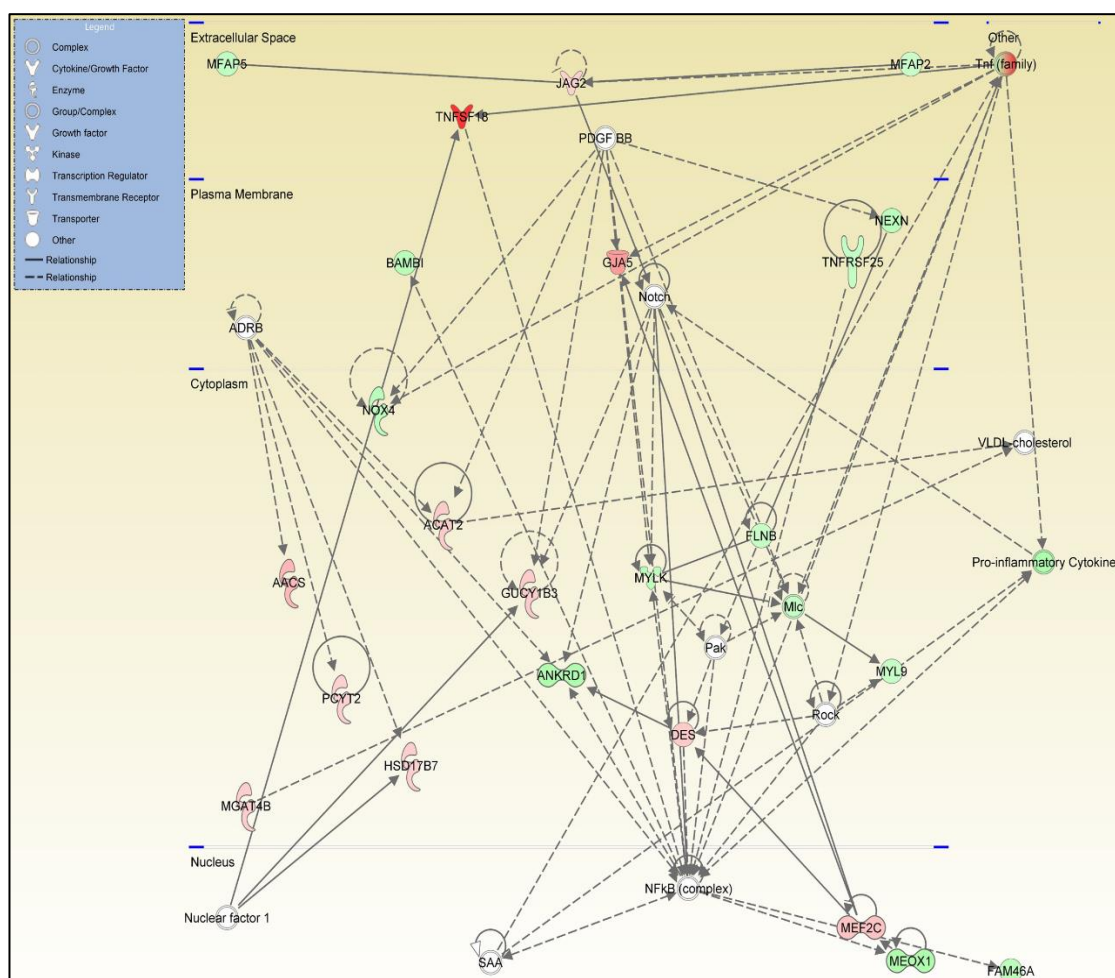 Legend
Complex
Cytokine/Growth Factor
Enzyme
Group/Complex
Growth factor
Kinase
Transcription Regulator
Transmembrane Receptor
Transporter
Other
Relationship
Relationship
Extracellular Space
Other
MFAP5
MFAP2
Tnf (family)
JAG2
TNFSF18
PDGF BB
Plasma Membrane
NEXN
BAMBI
GJA5
TNFRSF25
Notch
ADRB
Cytoplasm
NOX4
VLDL-cholesterol
ACAT2
FLNB
Pro-inflammatory Cytokine
AACS
GUCY1B3
MYLK
Mlc
Pak
ANKRD1
MYL9
PCYT2
Rock
DES
HSD17B7
MGAT4B
Nucleus
NFkB (complex)
Nuclear factor 1
MEF2C
SAA
MEOX1
FAM46A